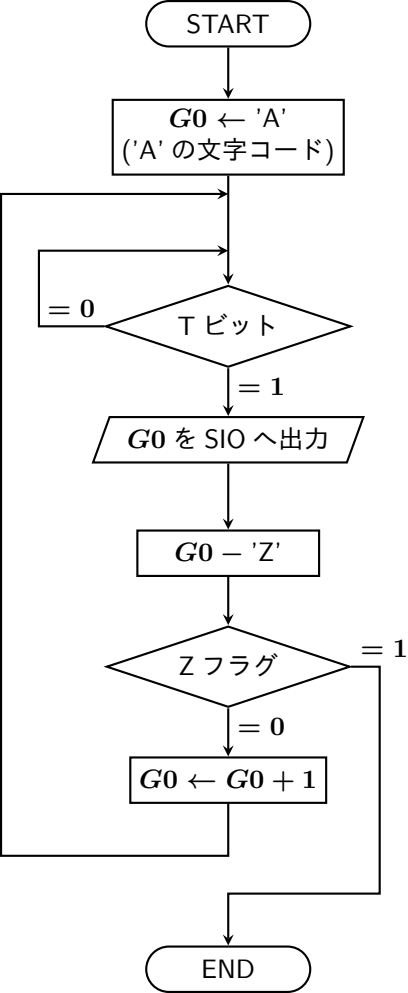 START
G0 ← 'A'
('A' の文字コード)
= 0
T ビット
= 1
G0 を SIO へ出力
G0 − 'Z'
= 1
Z フラグ
= 0
G0 ← G0 + 1
END